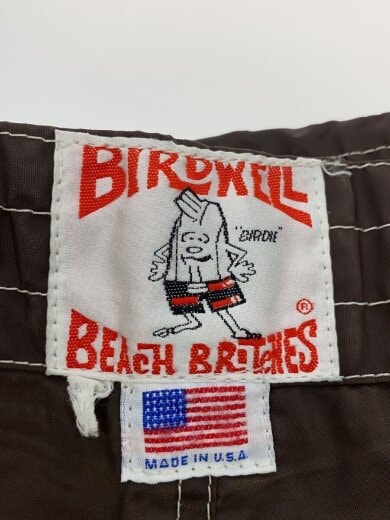 BIRDWELL
"BIRDIE"
®
BEACH BRITCHES
MADE IN U.S.A